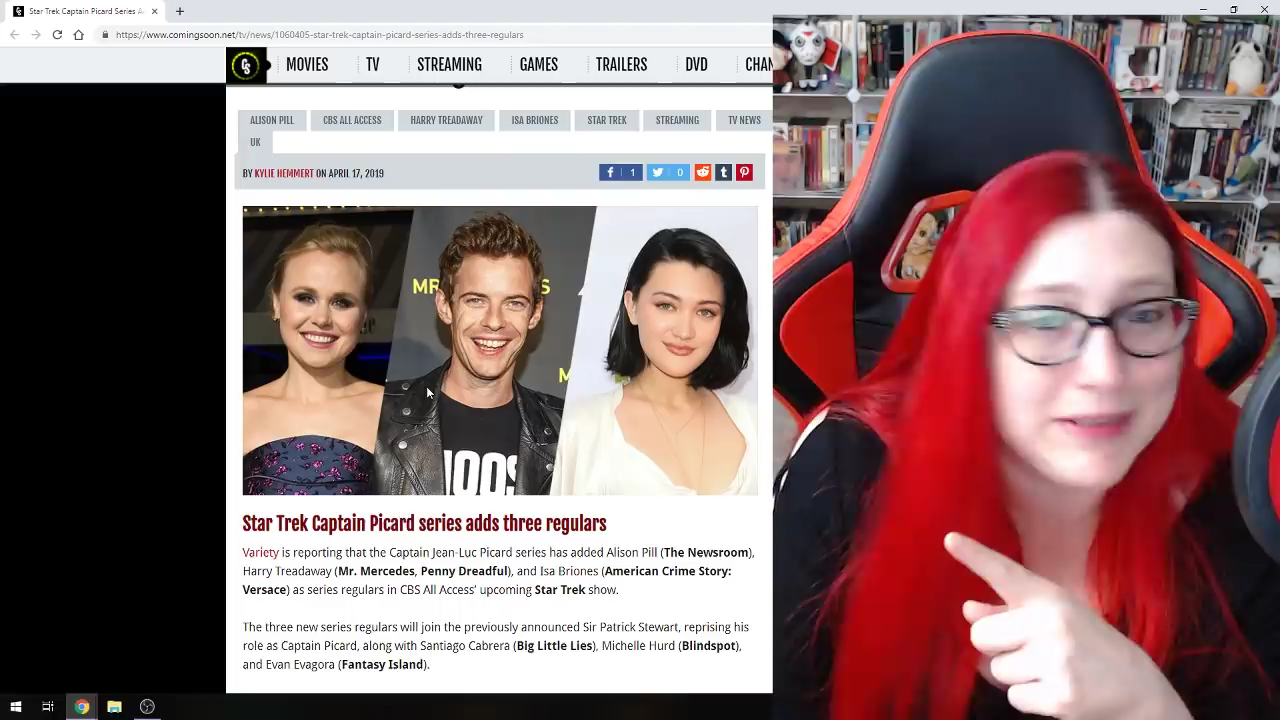 Star Trek Captain Picard Series A
https://www.comingsoon.net/tv/news/1060405-star-trek-captain-picard-series-adds-three-regulars
CS MOVIES TV STREAMING GAMES TRAILERS DVD CHAN
ALISON PILL CBS ALL ACCESS HARRY TREADAWAY ISA BRIONES STAR TREK STREAMING TV NEWS
UK
BY KYLIE HEMMERT ON APRIL 17, 2019
1 0
MR. S
M
Star Trek Captain Picard series adds three regulars
Variety is reporting that the Captain Jean-Luc Picard series has added Alison Pill (The Newsroom),
Harry Treadaway (Mr. Mercedes, Penny Dreadful), and Isa Briones (American Crime Story:
Versace) as series regulars in CBS All Access' upcoming Star Trek show.
The three new series regulars will join the previously announced Sir Patrick Stewart, reprising his
role as Captain Picard, along with Santiago Cabrera (Big Little Lies), Michelle Hurd (Blindspot),
and Evan Evagora (Fantasy Island).